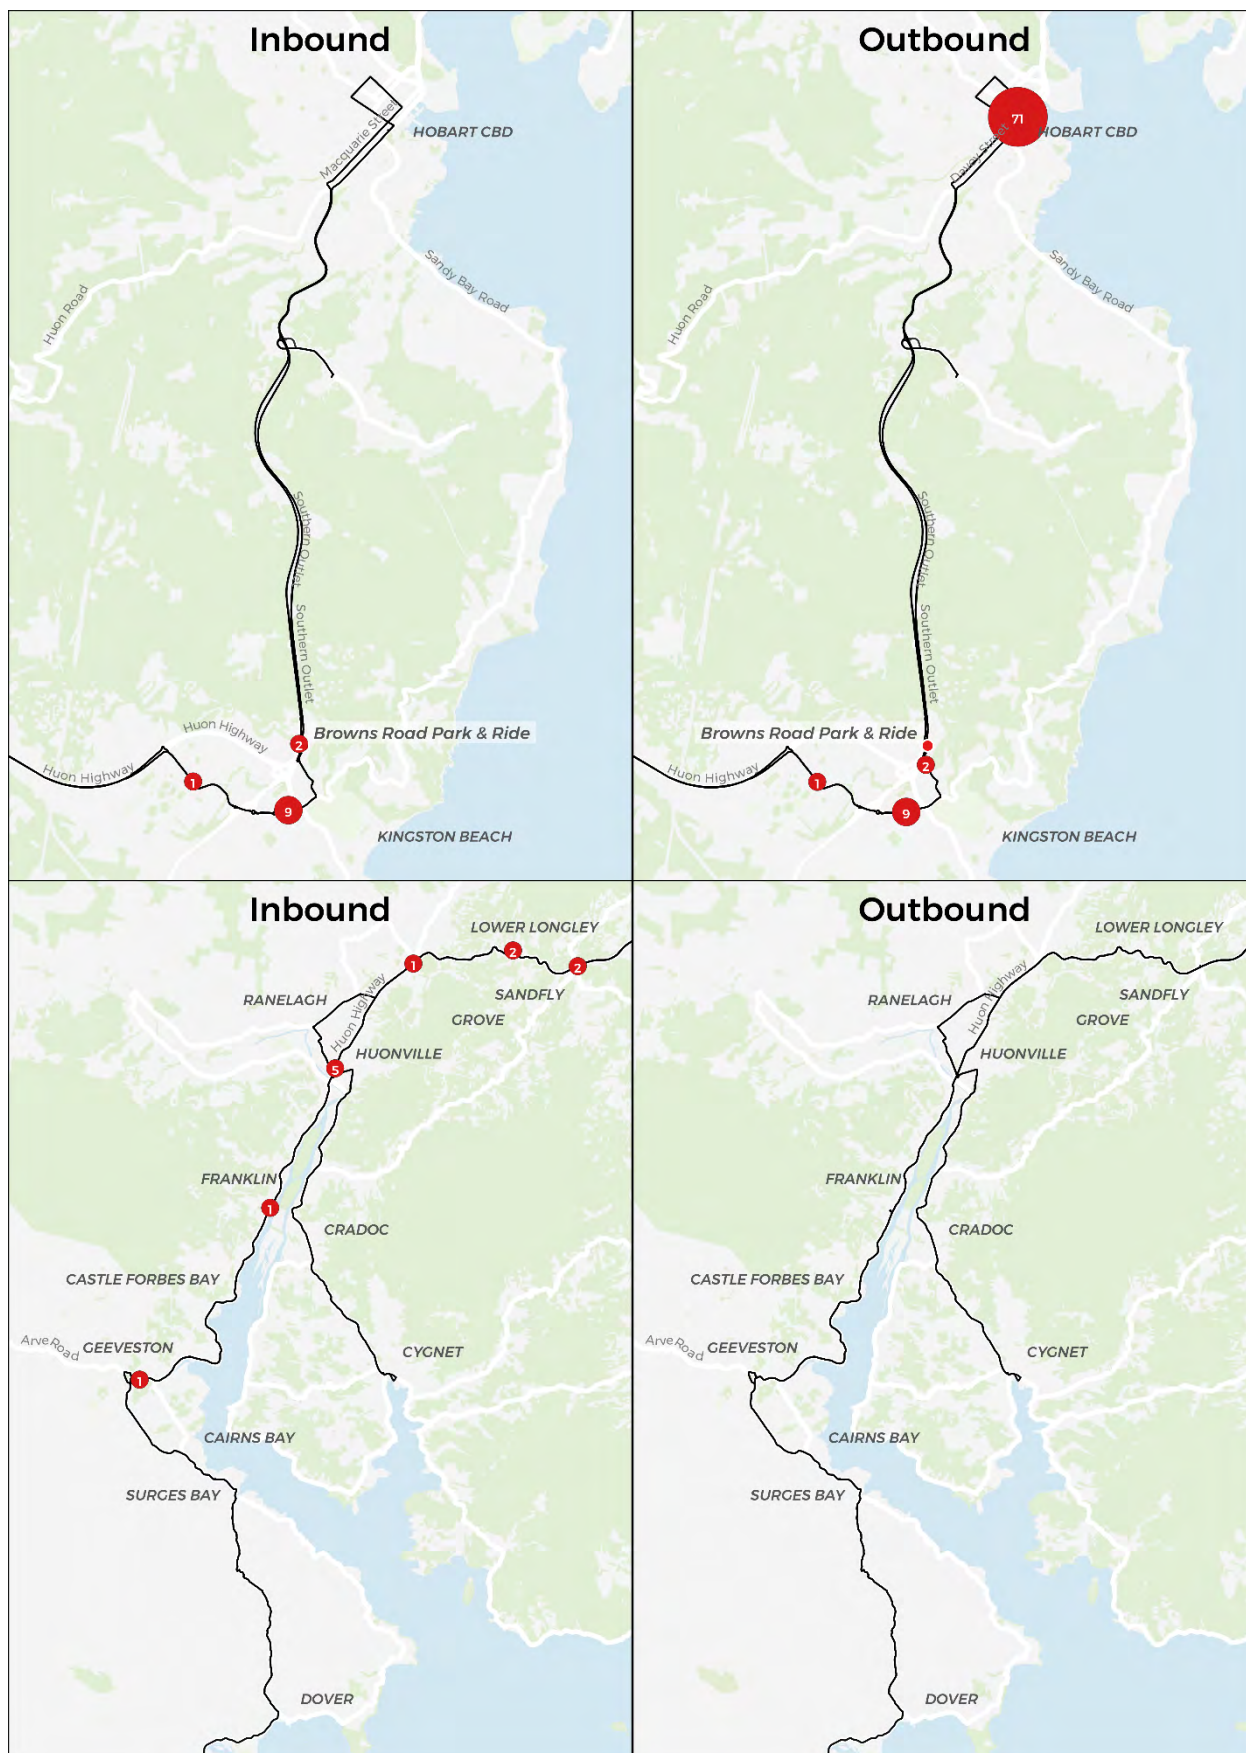 Inbound
Macquarie Street
HOBART CBD
Huon Road
Sandy Bay Road
Southern Outlet
Southern Outlet
Huon Highway
Browns Road Park & Ride
2
Huon Highway
1
9
KINGSTON BEACH
Outbound
71
HOBART CBD
Davey Street
Huon Road
Sandy Bay Road
Southern Outlet
Southern Outlet
Browns Road Park & Ride
2
Huon Highway
1
9
KINGSTON BEACH
Inbound
LOWER LONGLEY
1
2
2
RANELAGH
SANDFLY
Huon Highway
GROVE
HUONVILLE
5
FRANKLIN
1
CRADOC
CASTLE FORBES BAY
Arve Road
GEEVESTON
CYGNET
1
CAIRNS BAY
SURGES BAY
DOVER
Outbound
LOWER LONGLEY
RANELAGH
SANDFLY
Huon Highway
GROVE
HUONVILLE
FRANKLIN
CRADOC
CASTLE FORBES BAY
Arve Road
GEEVESTON
CYGNET
CAIRNS BAY
SURGES BAY
DOVER